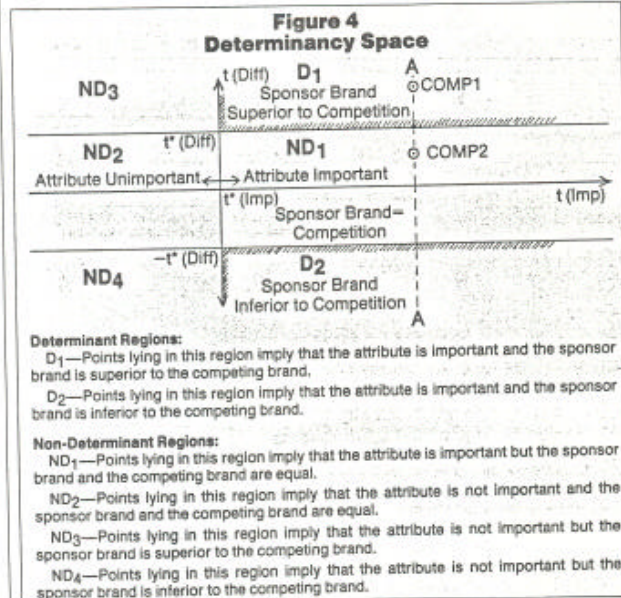 Figure 4
Determinancy Space
t (Diff)
D1
A
ND3
Sponsor Brand
COMP1
Superior to Competition
t* (Diff)
ND2
ND1
COMP2
Attribute Unimportant
Attribute Important
t* (Imp)
t (Imp)
Sponsor Brand=
Competition
-t* (Diff)
D2
ND4
Sponsor Brand
Inferior to Competition
A
Determinant Regions:
D1—Points lying in this region imply that the attribute is important and the sponsor
brand is superior to the competing brand.
D2—Points lying in this region imply that the attribute is important and the sponsor
brand is inferior to the competing brand.
Non-Determinant Regions:
ND1—Points lying in this region imply that the attribute is important but the sponsor
brand and the competing brand are equal.
ND2—Points lying in this region imply that the attribute is not important and the
sponsor brand and the competing brand are equal.
ND3—Points lying in this region imply that the attribute is not important but the
sponsor brand is superior to the competing brand.
ND4—Points lying in this region imply that the attribute is not important but the
sponsor brand is inferior to the competing brand.